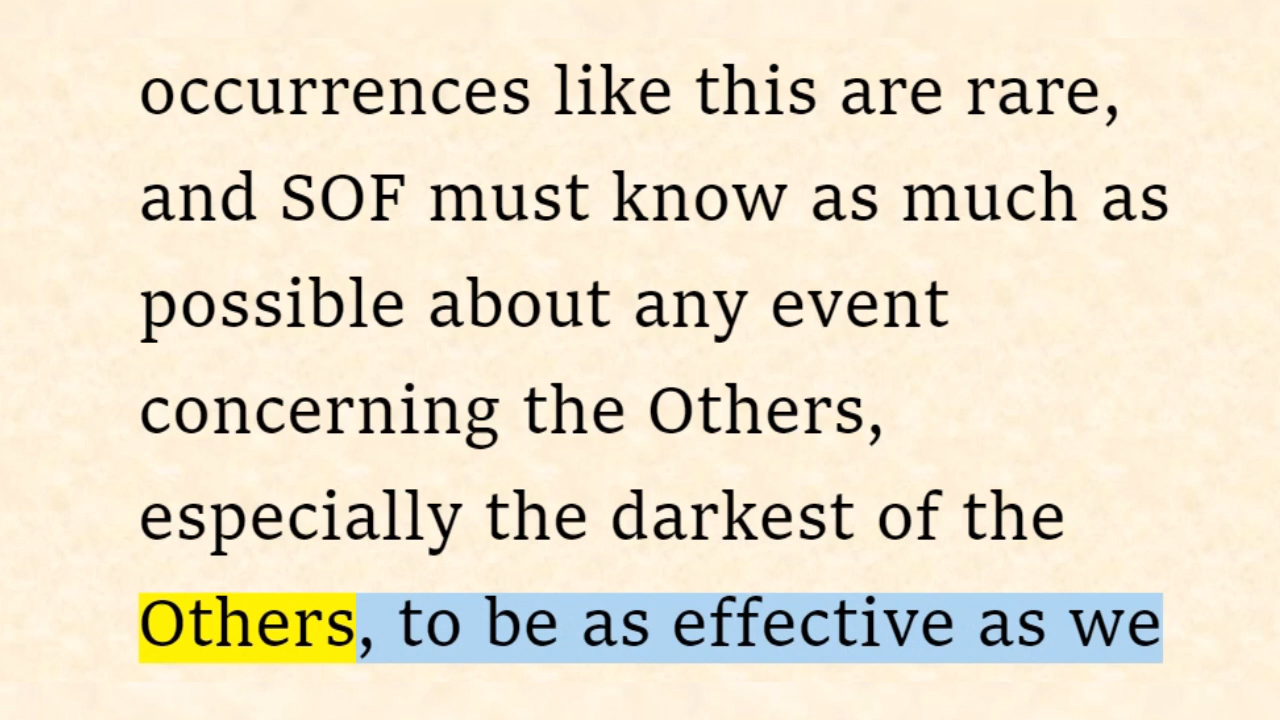 occurrences like this are rare,
and SOF must know as much as
possible about any event
concerning the Others,
especially the darkest of the
Others, to be as effective as we